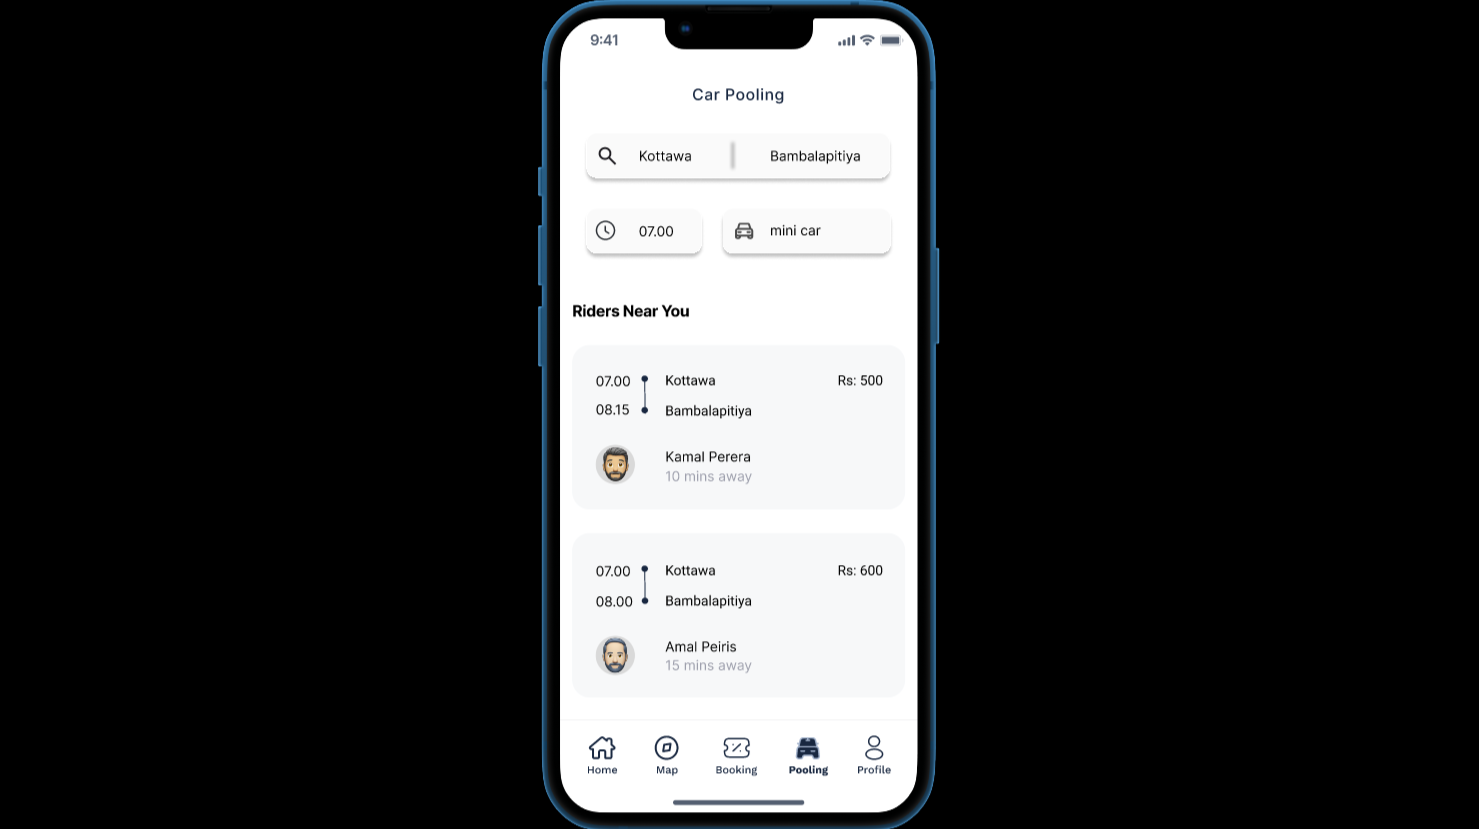 9:41
Car Pooling
Kottawa Bambalapitiya
07.00 mini car
Riders Near You
07.00 Kottawa Rs: 500
08.15 Bambalapitiya
Kamal Perera
10 mins away
07.00 Kottawa Rs: 600
08.00 Bambalapitiya
Amal Peiris
15 mins away
Home Map Booking Pooling Profile